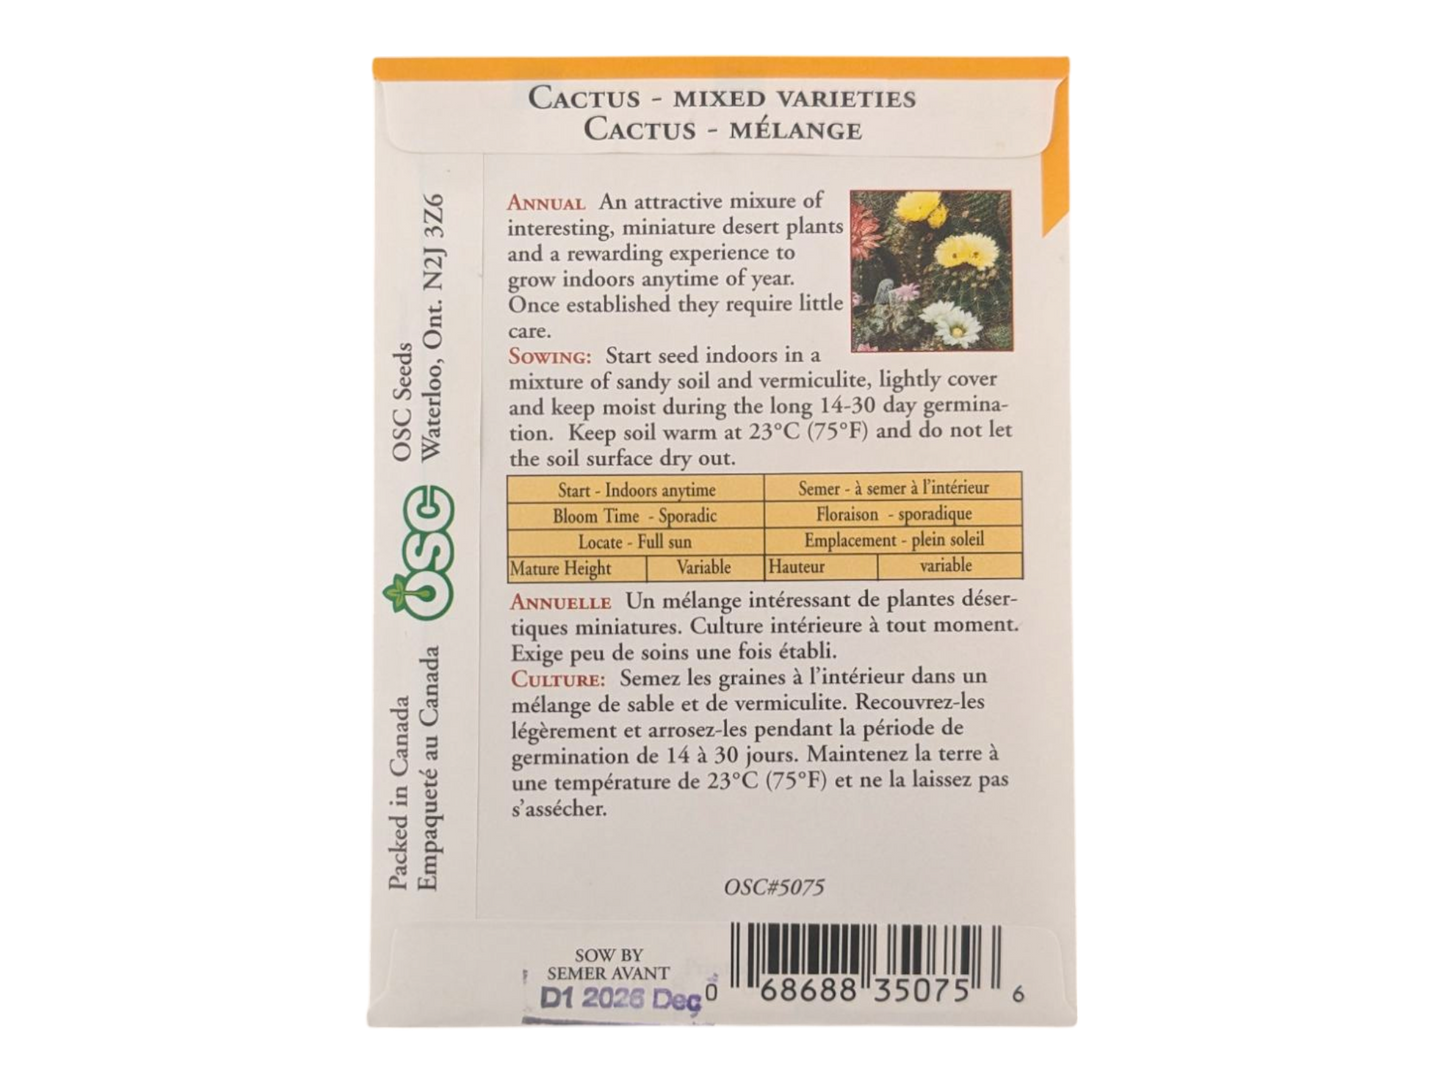 CACTUS - MIXED VARIETIES
CACTUS - MÉLANGE
ANNUAL An attractive mixure of
interesting, miniature desert plants
and a rewarding experience to
grow indoors anytime of year.
Once established they require little
care.
SOWING: Start seed indoors in a
mixture of sandy soil and vermiculite, lightly cover
and keep moist during the long 14-30 day germina-
tion. Keep soil warm at 23°C (75°F) and do not let
the soil surface dry out.
Start - Indoors anytime Semer - à semer à l'intérieur
Bloom Time - Sporadic Floraison - sporadique
Locate - Full sun Emplacement - plein soleil
Mature Height Variable Hauteur variable
ANNUELLE Un mélange intéressant de plantes déser-
tiques miniatures. Culture intérieure à tout moment.
Exige peu de soins une fois établi.
CULTURE: Semez les graines à l'intérieur dans un
mélange de sable et de vermiculite. Recouvrez-les
légèrement et arrosez-les pendant la période de
germination de 14 à 30 jours. Maintenez la terre à
une température de 23°C (75°F) et ne la laissez pas
s'assécher.
OSC#5075
SOW BY
SEMER AVANT
D1 2026 Dec
0 68688 35075 6
OSC Seeds
Waterloo, Ont. N2J 3Z6
OSC
Packed in Canada
Empaqueté au Canada